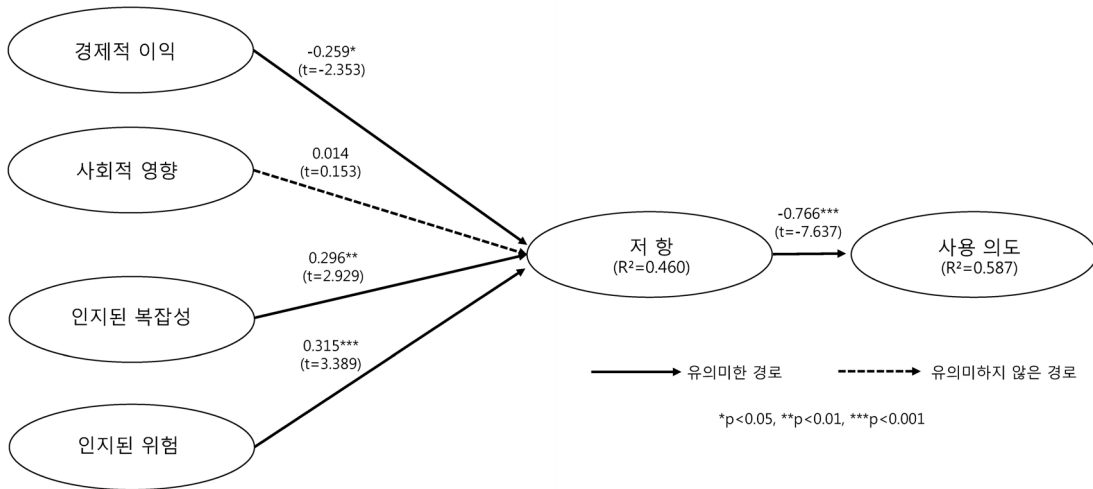 경제적 이익
-0.259*
(t=-2.353)
사회적 영향
0.014
(t=0.153)
인지된 복잡성
0.296**
(t=2.929)
인지된 위험
0.315***
(t=3.389)
저 항
(R²=0.460)
-0.766***
(t=-7.637)
사용 의도
(R²=0.587)
유의미한 경로
유의미하지 않은 경로
*p<0.05, **p<0.01, ***p<0.001